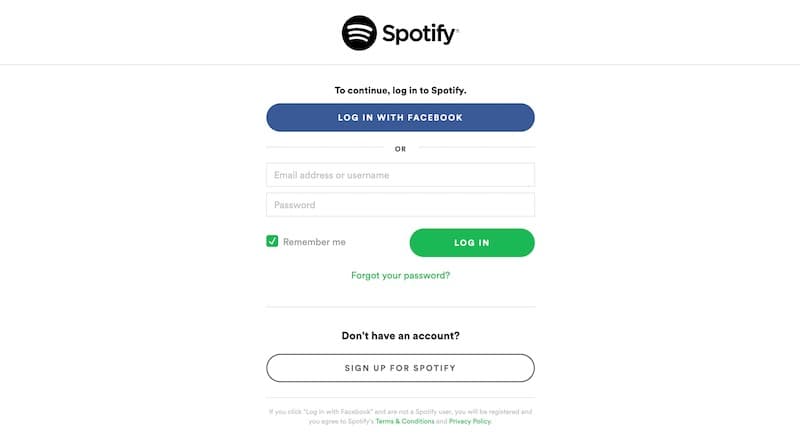 Spotify®
To continue, log in to Spotify.
LOG IN WITH FACEBOOK
OR
Email address or username
Password
Remember me
LOG IN
Forgot your password?
Don't have an account?
SIGN UP FOR SPOTIFY
If you click "Log in with Facebook" and are not a Spotify user, you will be registered and
you agree to Spotify's Terms & Conditions and Privacy Policy.